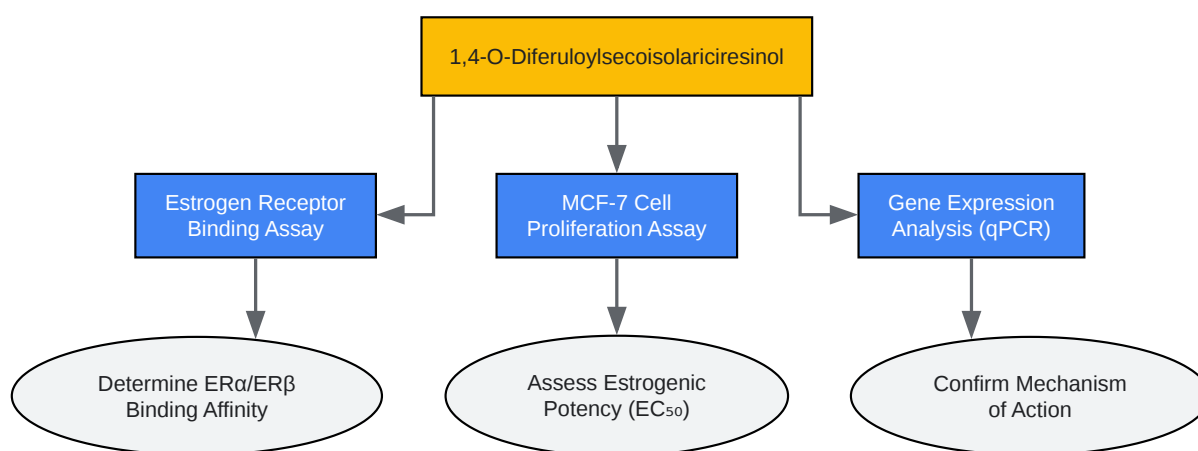 1,4-O-Diferuloylsecoisolariciresinol
Estrogen Receptor
Binding Assay
MCF-7 Cell
Proliferation Assay
Gene Expression
Analysis (qPCR)
Determine ERα/ERβ
Binding Affinity
Assess Estrogenic
Potency (EC₅₀)
Confirm Mechanism
of Action